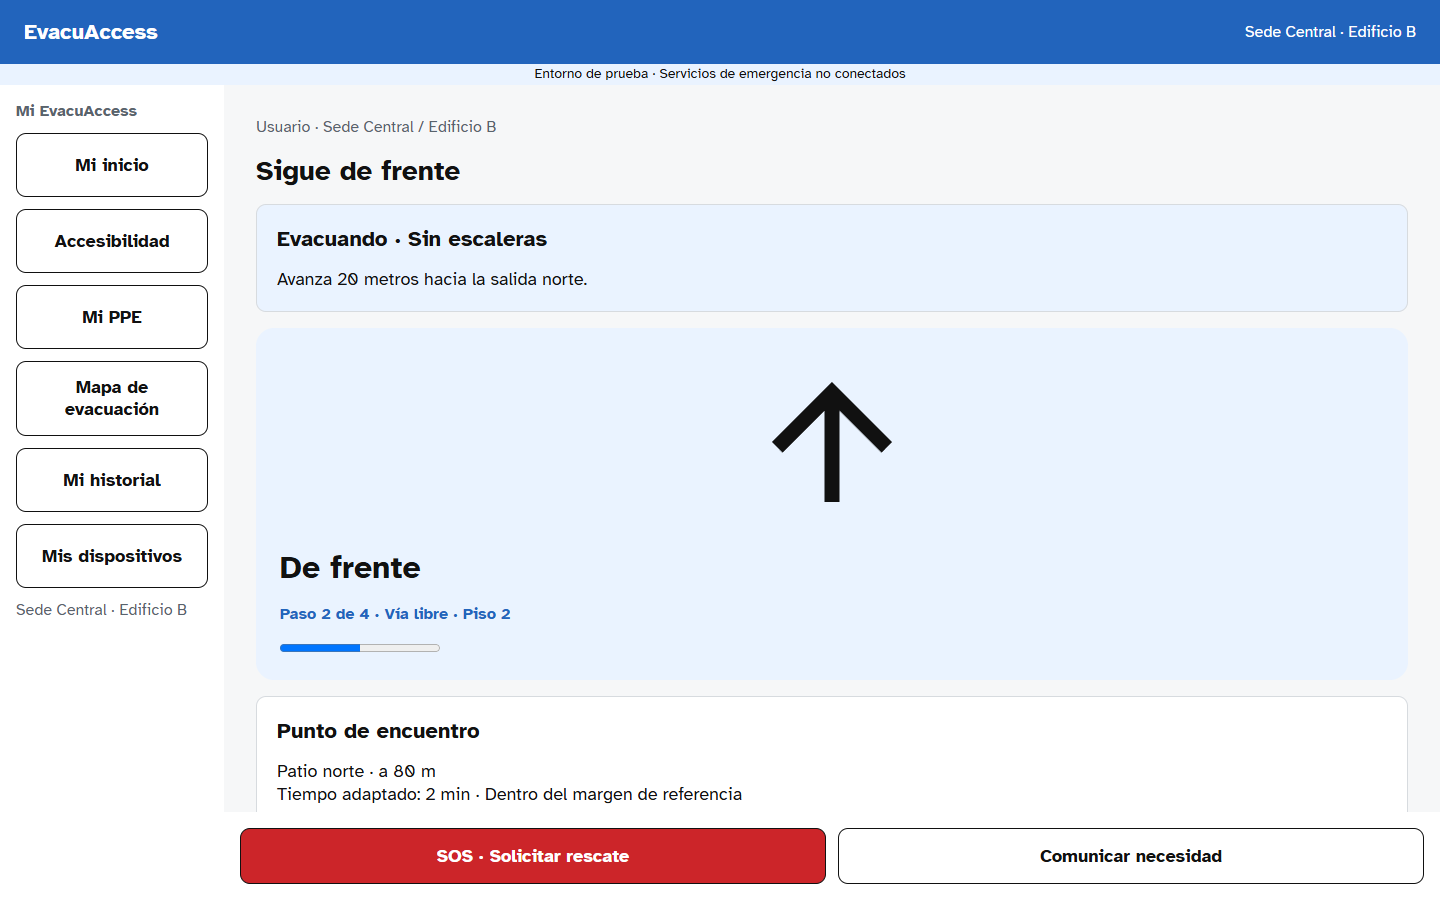 EvacuAccess
Sede Central · Edificio B
Entorno de prueba · Servicios de emergencia no conectados
Mi EvacuAccess
Mi inicio
Accesibilidad
Mi PPE
Mapa de
evacuación
Mi historial
Mis dispositivos
Sede Central · Edificio B
Usuario · Sede Central / Edificio B
Sigue de frente
Evacuando · Sin escaleras
Avanza 20 metros hacia la salida norte.
De frente
Paso 2 de 4 · Vía libre · Piso 2
Punto de encuentro
Patio norte · a 80 m
Tiempo adaptado: 2 min · Dentro del margen de referencia
SOS · Solicitar rescate
Comunicar necesidad